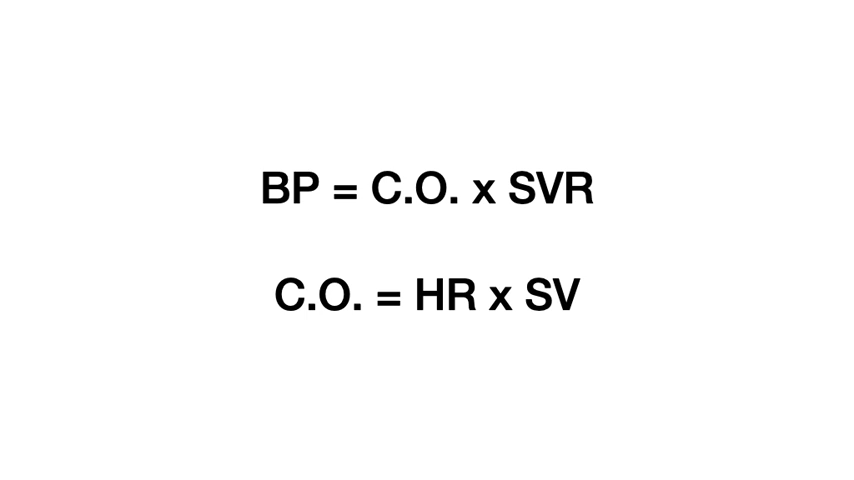 BP = C.O. x SVR
C.O. = HR x SV